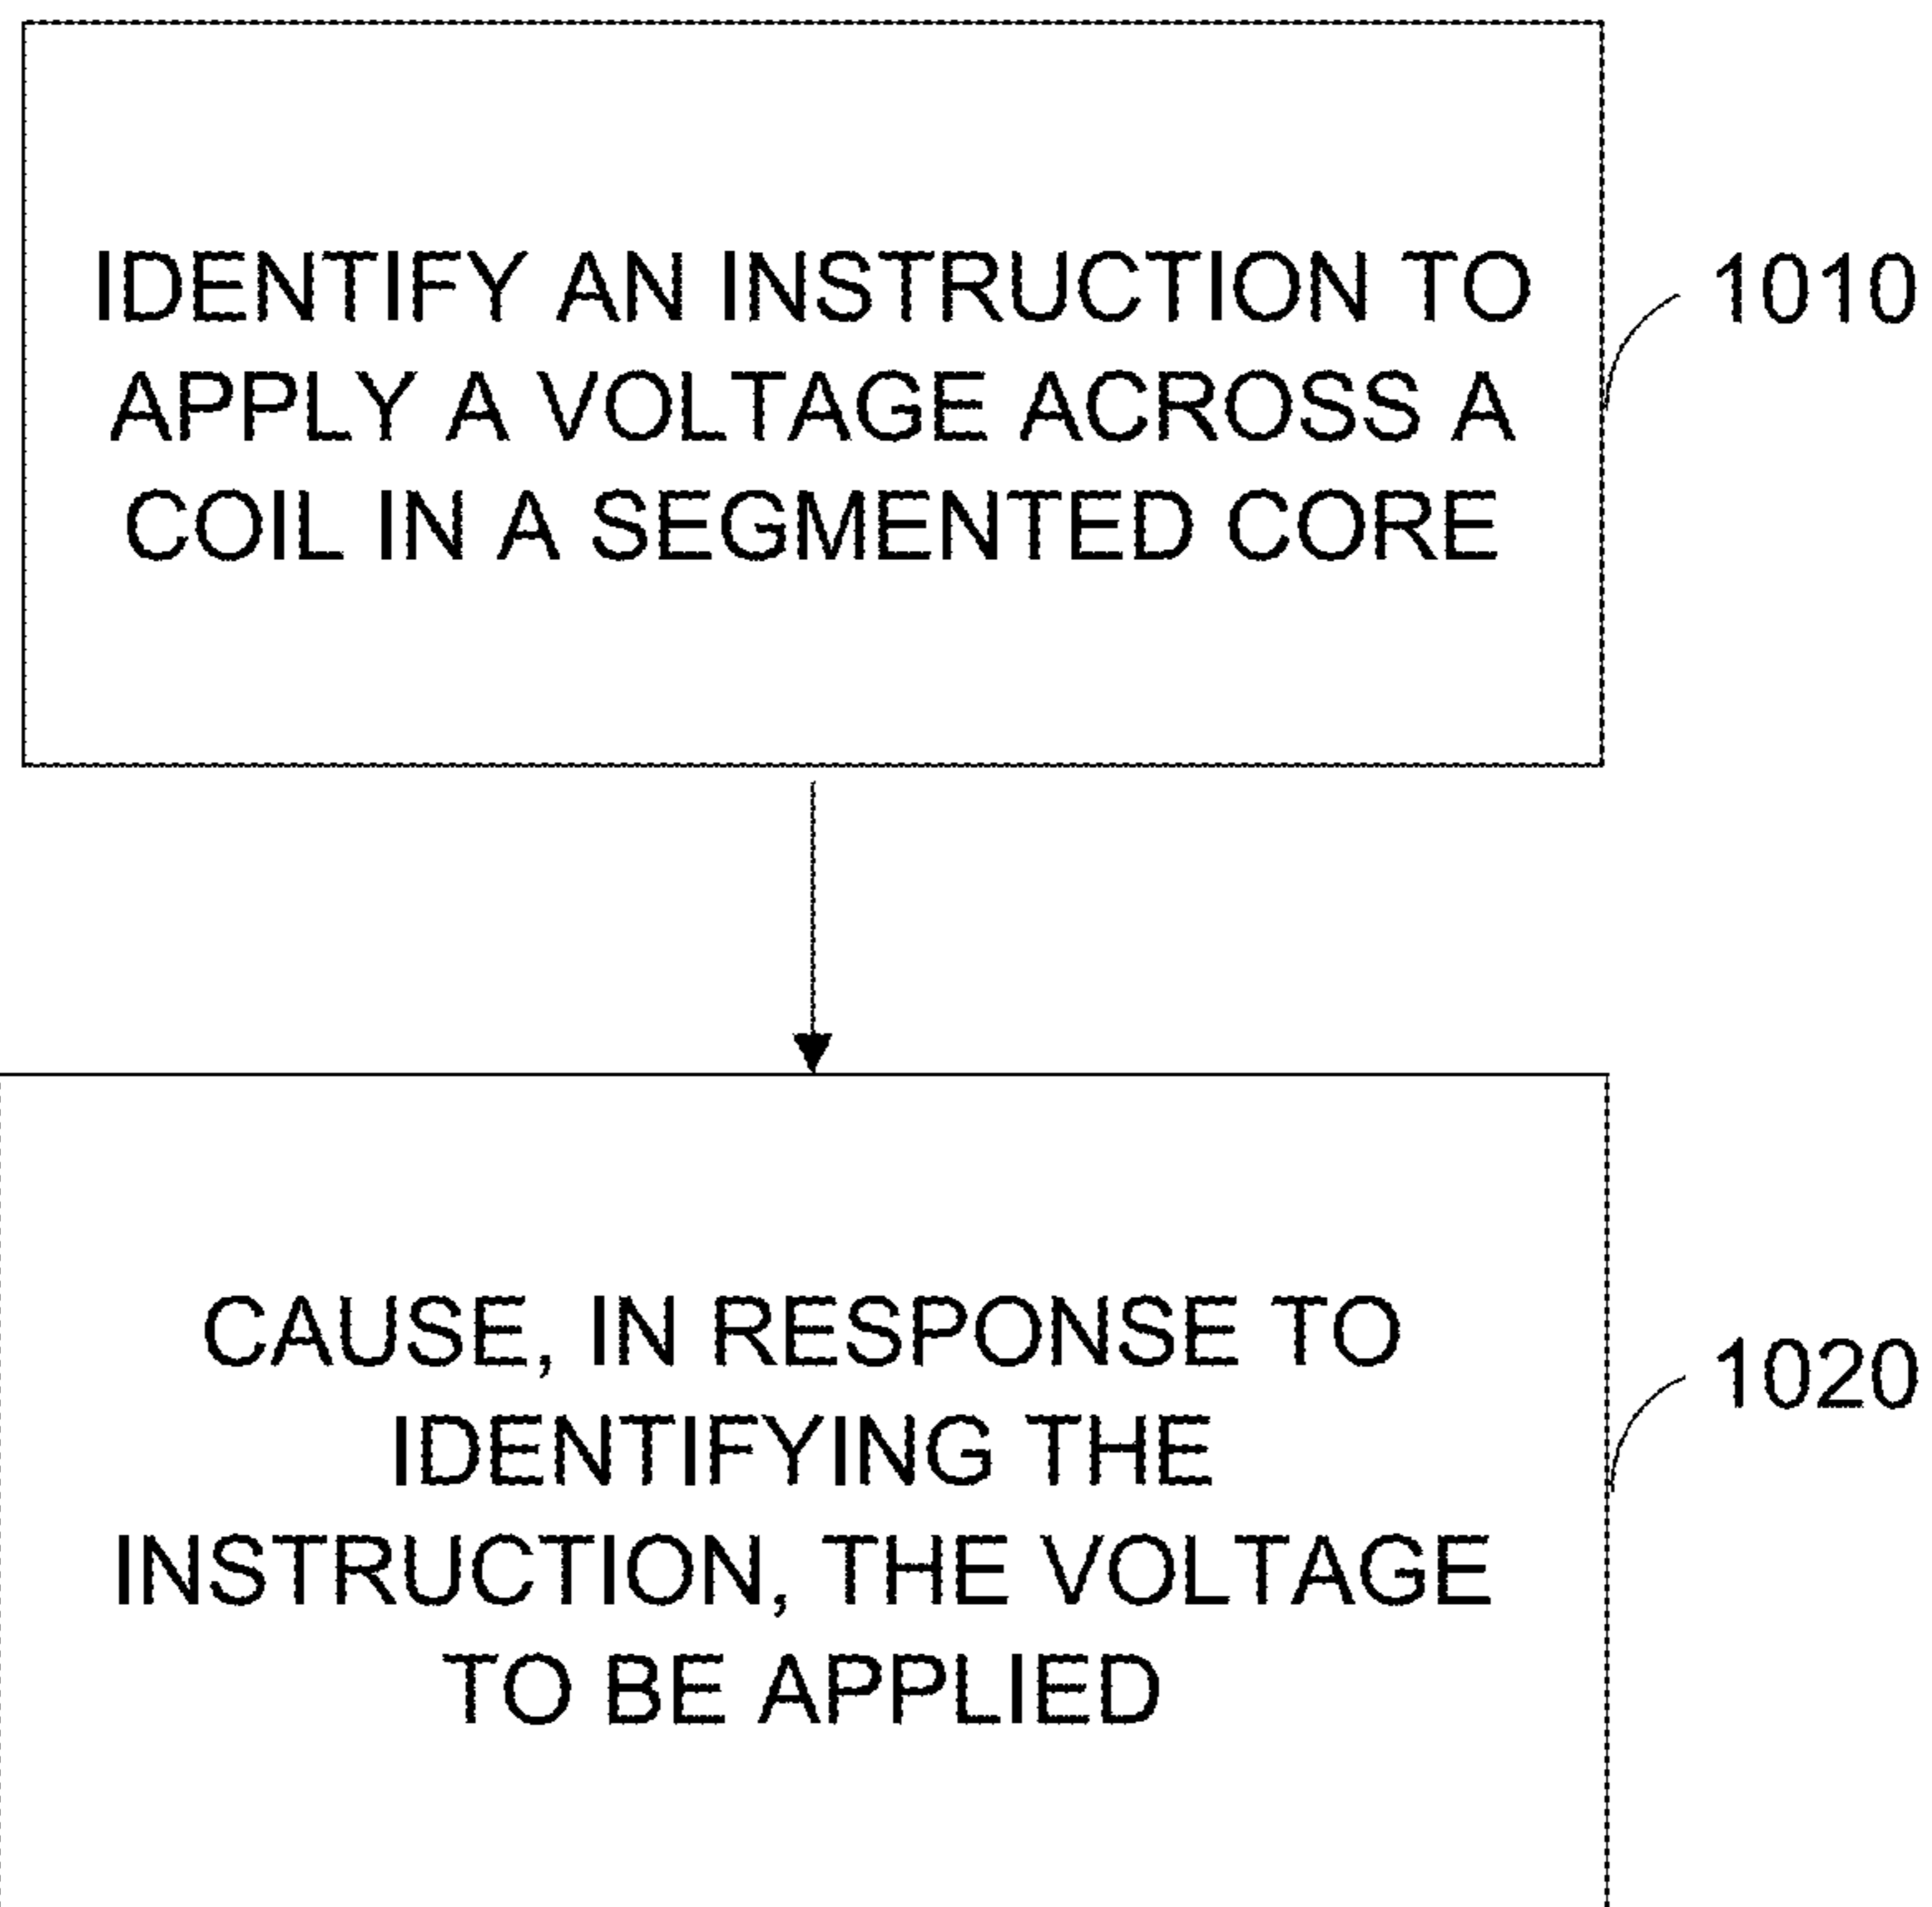 IDENTIFY AN INSTRUCTION TO
APPLY A VOLTAGE ACROSS A
COIL IN A SEGMENTED CORE
1010
CAUSE, IN RESPONSE TO
IDENTIFYING THE
INSTRUCTION, THE VOLTAGE
TO BE APPLIED
1020